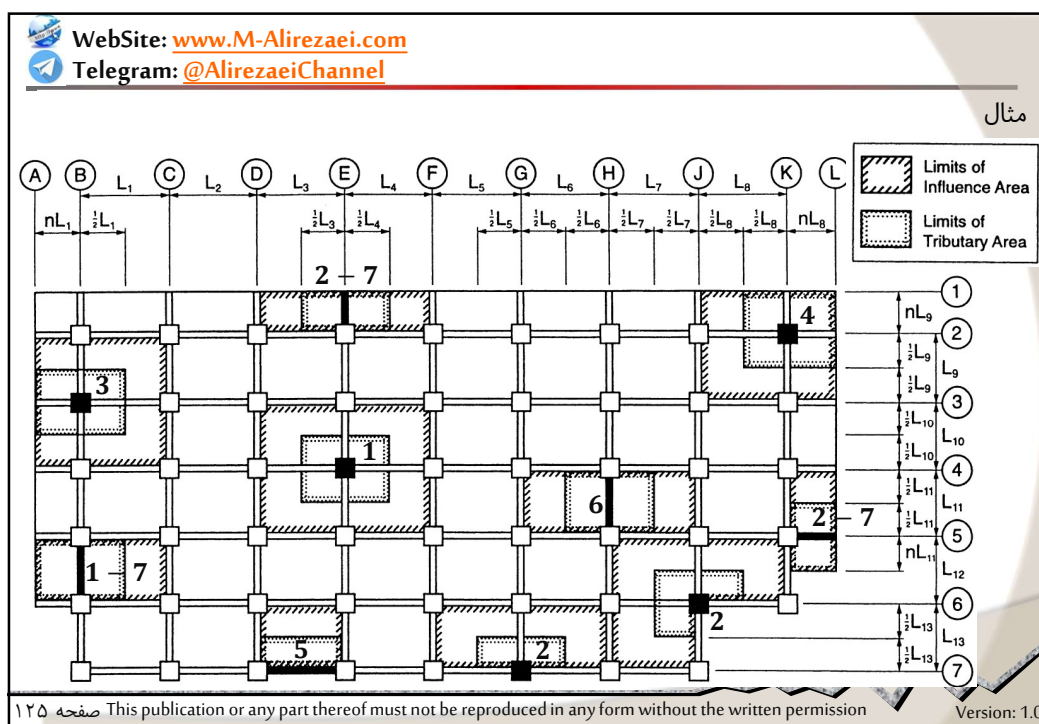 WebSite: www.M-Alirezaei.com
Telegram: @AlirezaeiChannel
مثال
A B L₁ C L₂ D L₃ E L₄ F L₅ G L₆ H L₇ J L₈ K L
nL₁ ½L₁ ½L₃ ½L₄ ½L₅ ½L₆ ½L₆ ½L₇ ½L₇ ½L₈ ½L₈ nL₈
Limits of
Influence Area
Limits of
Tributary Area
2 – 7
1
nL₉
4
2
½L₉
L₉
3
½L₉
3
½L₁₀
L₁₀
1
½L₁₀
4
½L₁₁
6
L₁₁
2 – 7
½L₁₁
5
1 – 7
nL₁₁
L₁₂
6
2
½L₁₃
L₁₃
5
2
½L₁₃
7
صفحه ۱۲۵ This publication or any part thereof must not be reproduced in any form without the written permission Version: 1.0